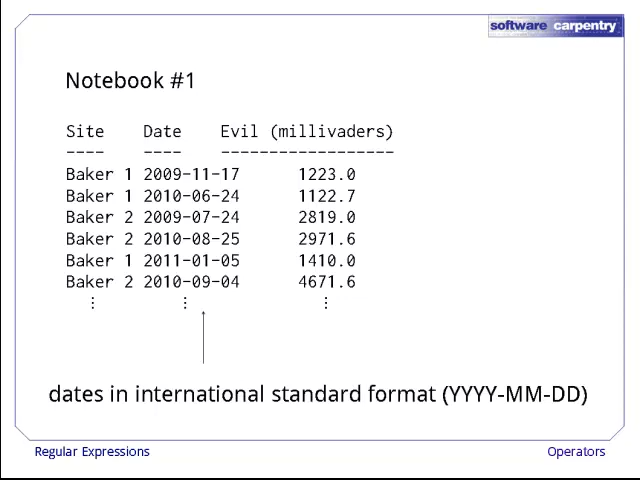 software carpentry
Notebook #1
Site Date Evil (millivaders)
---- ---- ------------------
Baker 1 2009-11-17 1223.0
Baker 1 2010-06-24 1122.7
Baker 2 2009-07-24 2819.0
Baker 2 2010-08-25 2971.6
Baker 1 2011-01-05 1410.0
Baker 2 2010-09-04 4671.6
⋮ ⋮ ⋮
dates in international standard format (YYYY-MM-DD)
Regular Expressions Operators